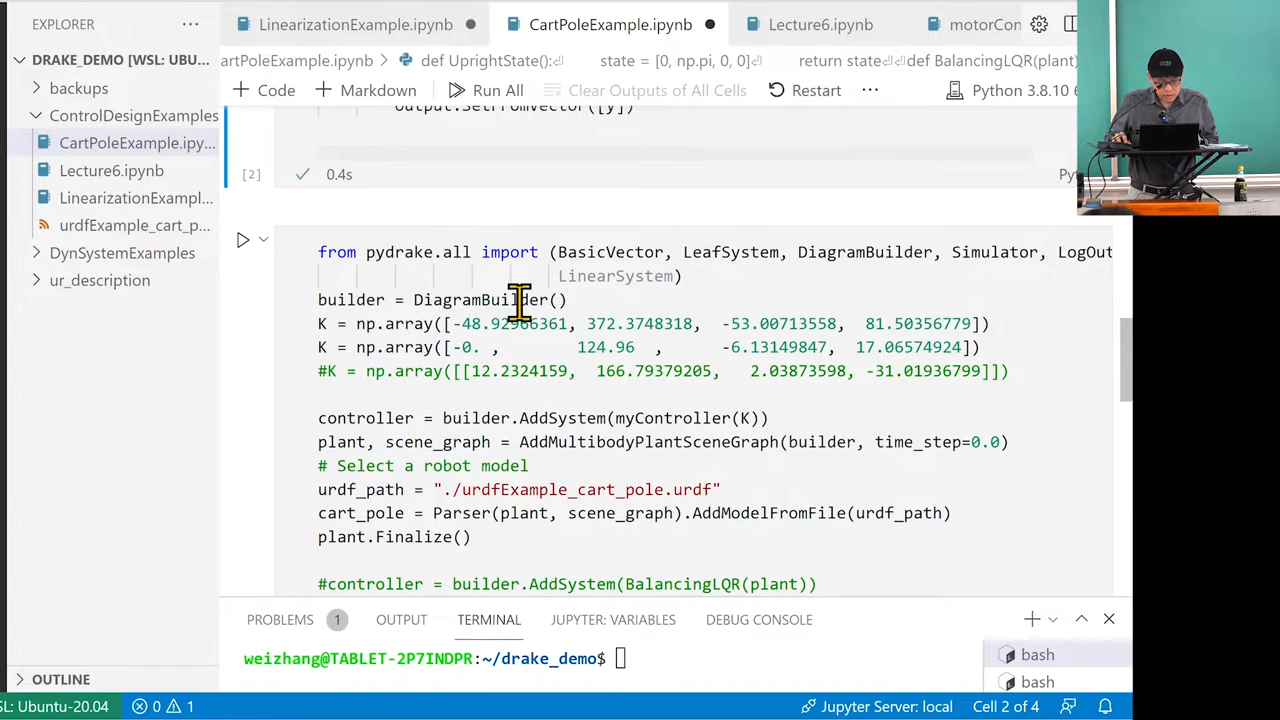 EXPLORER
···
LinearizationExample.ipynb
CartPoleExample.ipynb
Lecture6.ipynb
motorCon
DRAKE_DEMO [WSL: UBU...
backups
ControlDesignExamples
CartPoleExample.ipy...
Lecture6.ipynb
LinearizationExampl...
urdfExample_cart_p...
DynSystemExamples
ur_description
OUTLINE
artPoleExample.ipynb > def UprightState():⏎ state = [0, np.pi, 0, 0]⏎ return state⏎def BalancingLQR(plant)
+ Code + Markdown Run All Clear Outputs of All Cells Restart ··· Python 3.8.10 6
output.SetFromVector([y])
[2] 0.4s Py
from pydrake.all import (BasicVector, LeafSystem, DiagramBuilder, Simulator, LogOut
LinearSystem)
builder = DiagramBuilder()
K = np.array([-48.92966361, 372.3748318, -53.00713558, 81.50356779])
K = np.array([-0. , 124.96 , -6.13149847, 17.06574924])
#K = np.array([[12.2324159, 166.79379205, 2.03873598, -31.01936799]])
controller = builder.AddSystem(myController(K))
plant, scene_graph = AddMultibodyPlantSceneGraph(builder, time_step=0.0)
# Select a robot model
urdf_path = "./urdfExample_cart_pole.urdf"
cart_pole = Parser(plant, scene_graph).AddModelFromFile(urdf_path)
plant.Finalize()
#controller = builder.AddSystem(BalancingLQR(plant))
PROBLEMS 1 OUTPUT TERMINAL JUPYTER: VARIABLES DEBUG CONSOLE
weizhang@TABLET-2P7INDPR:~/drake_demo$
bash
bash
SL: Ubuntu-20.04 0 1 Jupyter Server: local Cell 2 of 4